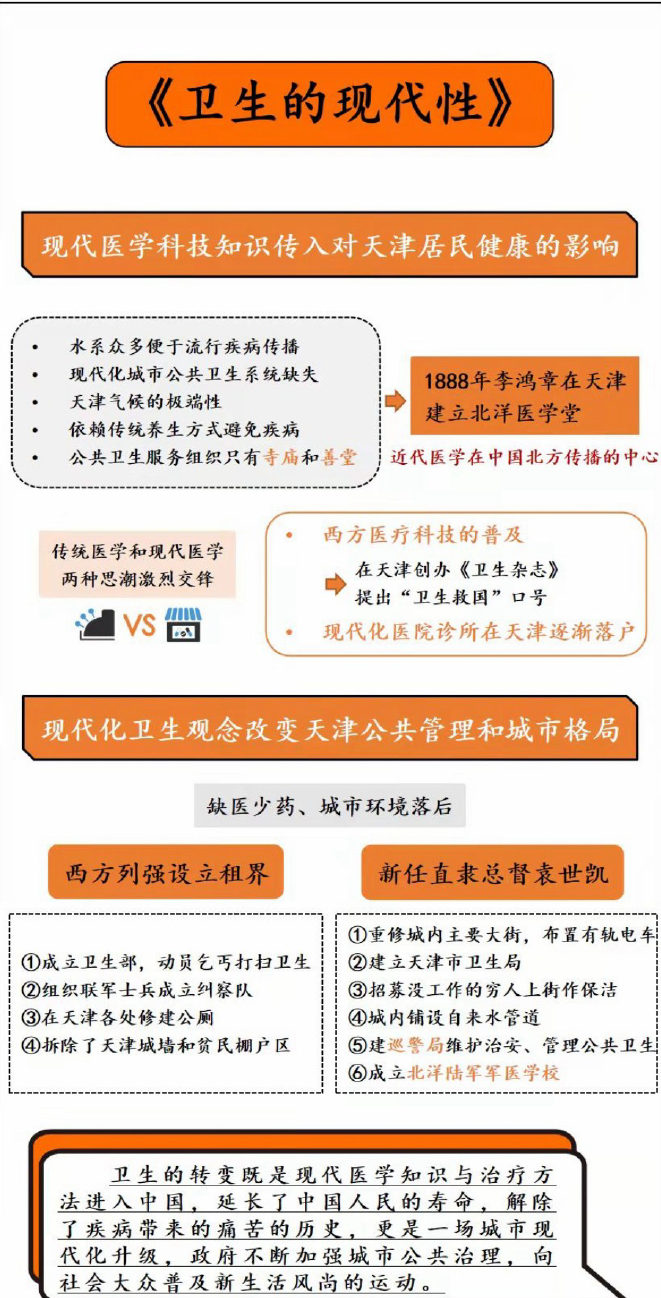 《卫生的现代性》
现代医学科技知识传入对天津居民健康的影响
• 水系众多便于流行疾病传播
• 现代化城市公共卫生系统缺失
• 天津气候的极端性
• 依赖传统养生方式避免疾病
• 公共卫生服务组织只有寺庙和善堂
1888年李鸿章在天津
建立北洋医学堂
近代医学在中国北方传播的中心
传统医学和现代医学
两种思潮激烈交锋
VS
• 西方医疗科技的普及
在天津创办《卫生杂志》
提出“卫生救国”口号
• 现代化医院诊所在天津逐渐落户
现代化卫生观念改变天津公共管理和城市格局
缺医少药、城市环境落后
西方列强设立租界
①成立卫生部，动员乞丐打扫卫生
②组织联军士兵成立纠察队
③在天津各处修建公厕
④拆除了天津城墙和贫民棚户区
新任直隶总督袁世凯
①重修城内主要大街，布置有轨电车
②建立天津市卫生局
③招募没工作的穷人上街作保洁
④城内铺设自来水管道
⑤建巡警局维护治安、管理公共卫生
⑥成立北洋陆军军医学校
卫生的转变既是现代医学知识与治疗方
法进入中国，延长了中国人民的寿命，解除
了疾病带来的痛苦的历史，更是一场城市现
代化升级，政府不断加强城市公共治理，向
社会大众普及新生活风尚的运动。